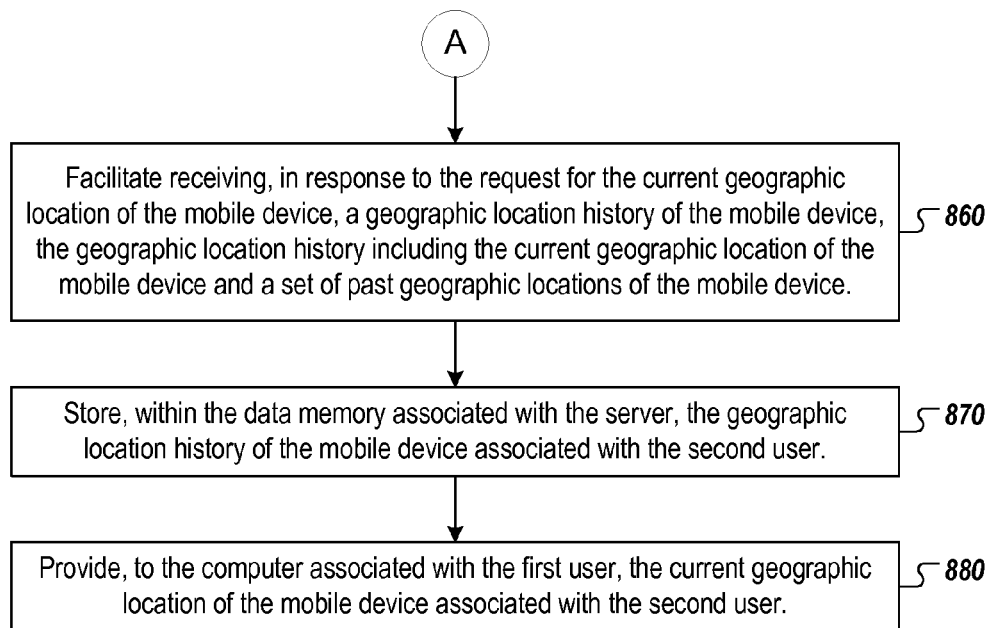 A
Facilitate receiving, in response to the request for the current geographic
location of the mobile device, a geographic location history of the mobile device,
the geographic location history including the current geographic location of the
mobile device and a set of past geographic locations of the mobile device.
860
Store, within the data memory associated with the server, the geographic
location history of the mobile device associated with the second user.
870
Provide, to the computer associated with the first user, the current geographic
location of the mobile device associated with the second user.
880